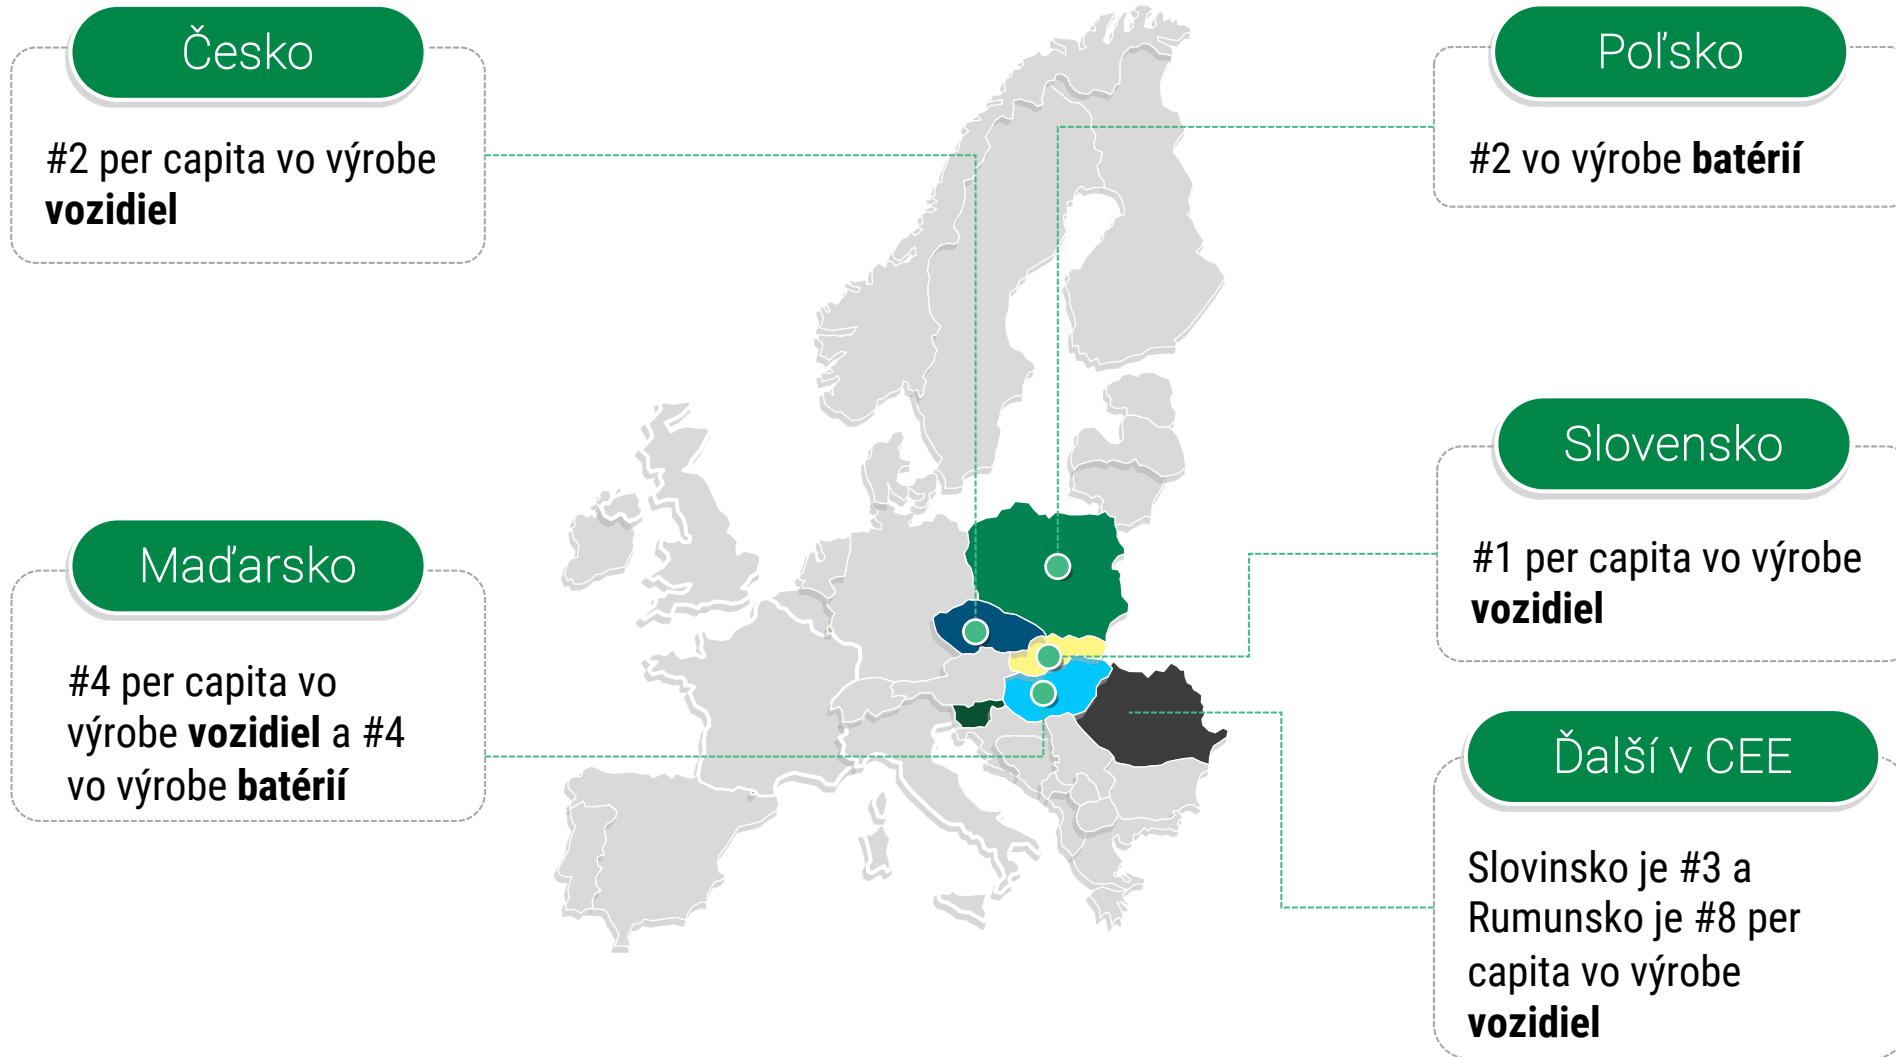 Česko
#2 per capita vo výrobe
vozidiel
Poľsko
#2 vo výrobe batérií
Slovensko
#1 per capita vo výrobe
vozidiel
Maďarsko
#4 per capita vo
výrobe vozidiel a #4
vo výrobe batérií
Ďalší v CEE
Slovinsko je #3 a
Rumunsko je #8 per
capita vo výrobe
vozidiel